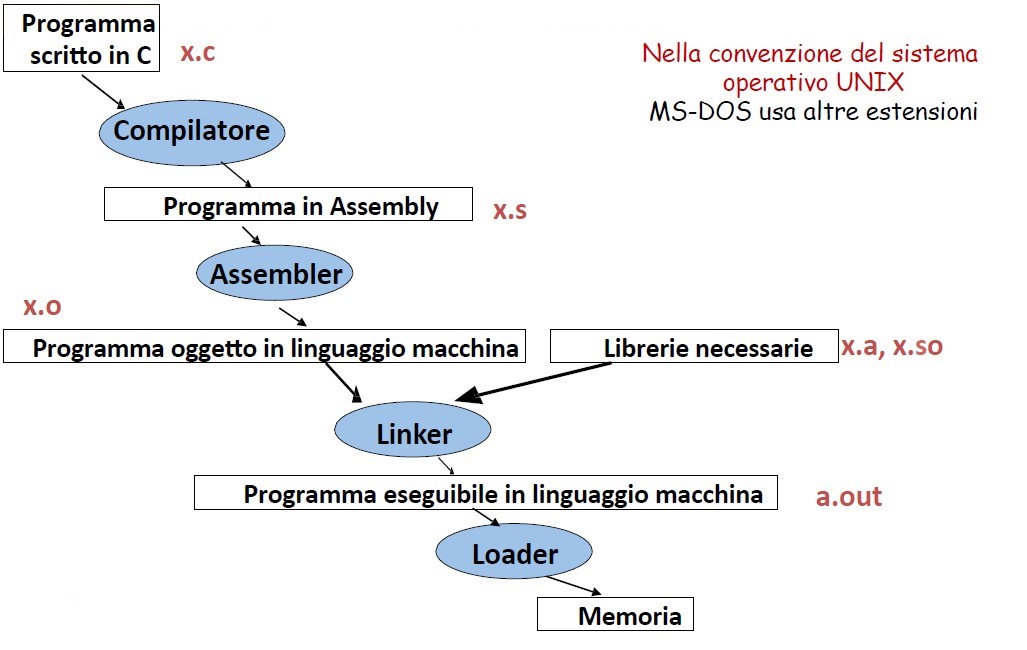 Programma
scritto in C
x.c
Nella convenzione del sistema
operativo UNIX
MS-DOS usa altre estensioni
Compilatore
Programma in Assembly
x.s
Assembler
x.o
Programma oggetto in linguaggio macchina
Librerie necessarie
x.a, x.so
Linker
Programma eseguibile in linguaggio macchina
a.out
Loader
Memoria